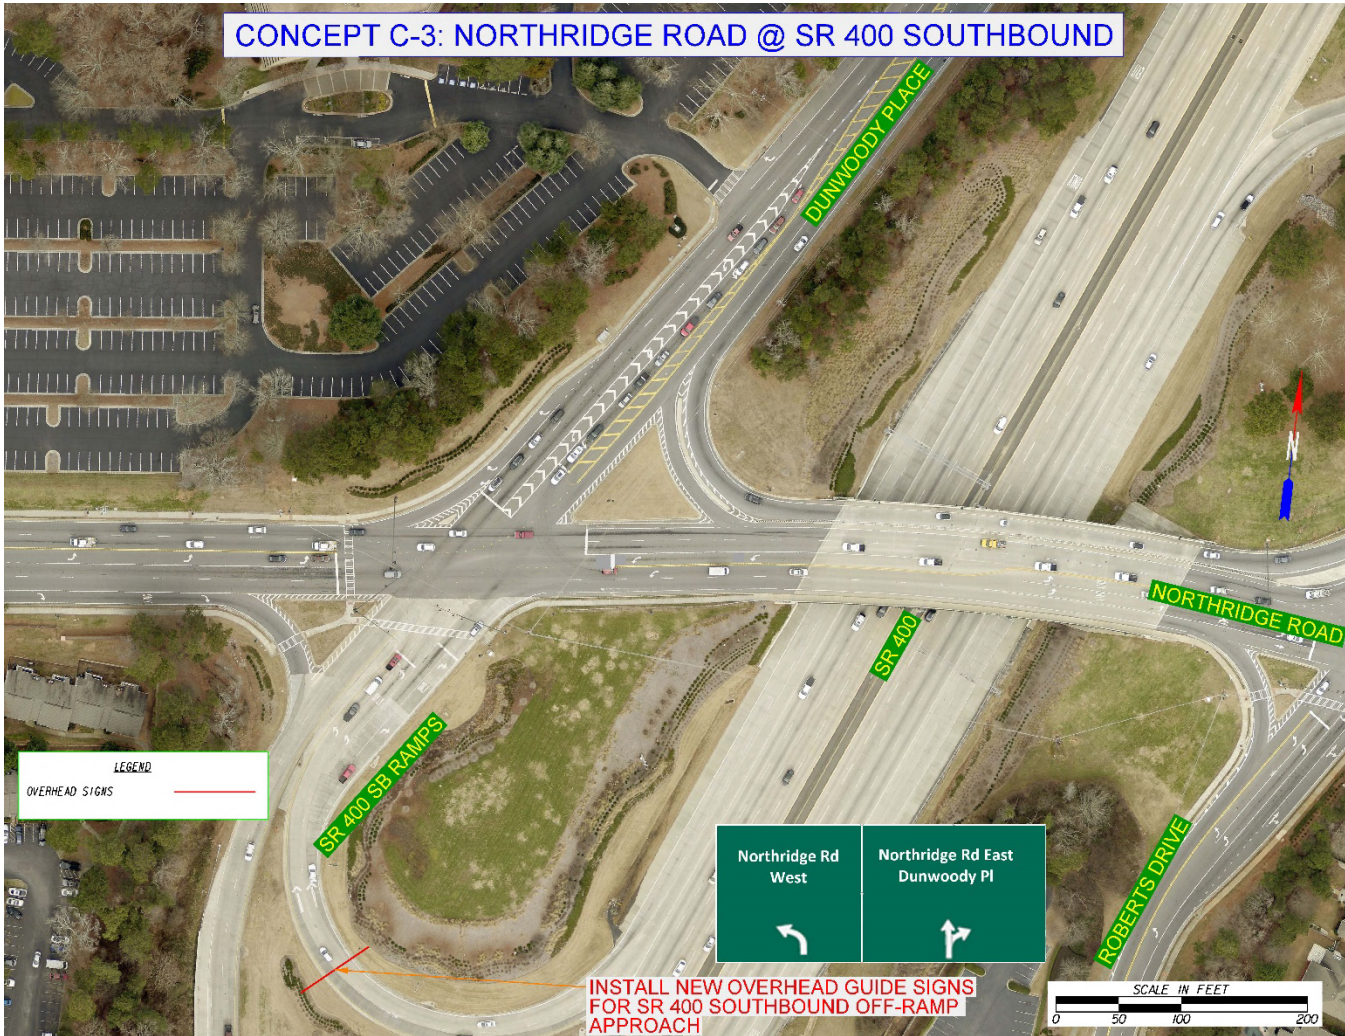 CONCEPT C-3: NORTHRIDGE ROAD @ SR 400 SOUTHBOUND
DUNWOODY PLACE
N
NORTHRIDGE ROAD
SR 400
SR 400 SB RAMPS
LEGEND
OVERHEAD SIGNS
Northridge Rd
West
Northridge Rd East
Dunwoody Pl
ROBERTS DRIVE
INSTALL NEW OVERHEAD GUIDE SIGNS
FOR SR 400 SOUTHBOUND OFF-RAMP
APPROACH
SCALE IN FEET
0 50 100 200